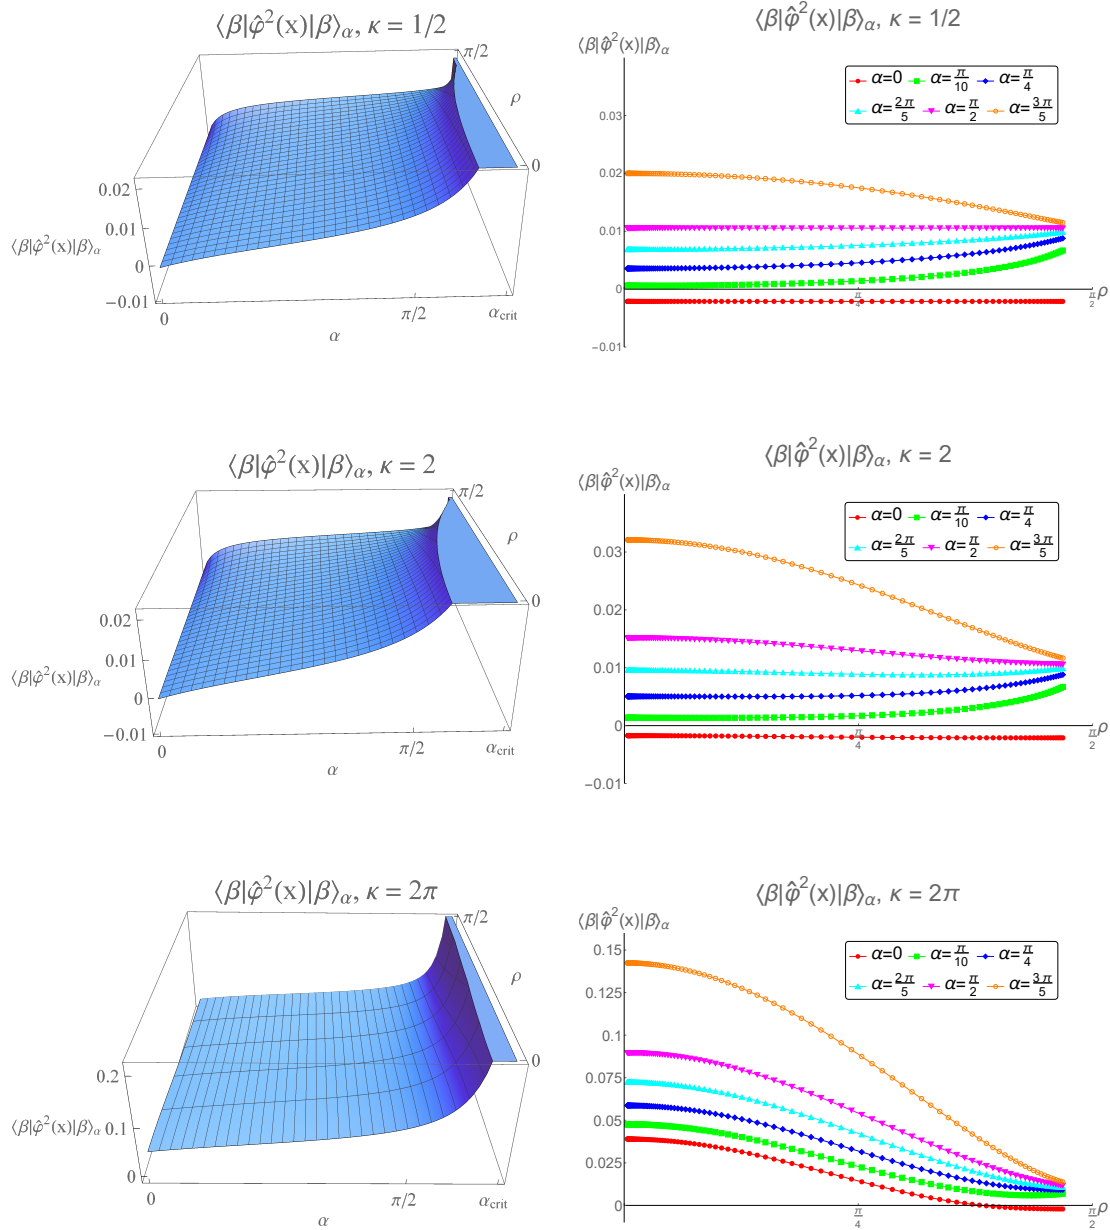 ⟨β|φ̂²(x)|β⟩α, κ = 1/2
π/2
ρ
0
0.02
0.01
⟨β|φ̂²(x)|β⟩α
0
−0.01
0
π/2
αcrit
α
⟨β|φ̂²(x)|β⟩α, κ = 1/2
⟨β|φ̂²(x)|β⟩α
α=0 α=π/10 α=π/4
α=2π/5 α=π/2 α=3π/5
0.03
0.02
0.01
0
π/4
π/2 ρ
−0.01
⟨β|φ̂²(x)|β⟩α, κ = 2
π/2
ρ
0
0.02
0.01
⟨β|φ̂²(x)|β⟩α
0
−0.01
0
π/2
αcrit
α
⟨β|φ̂²(x)|β⟩α, κ = 2
⟨β|φ̂²(x)|β⟩α
α=0 α=π/10 α=π/4
α=2π/5 α=π/2 α=3π/5
0.03
0.02
0.01
0
π/4
π/2 ρ
−0.01
⟨β|φ̂²(x)|β⟩α, κ = 2π
π/2
ρ
0
0.2
⟨β|φ̂²(x)|β⟩α 0.1
0
0
π/2
αcrit
α
⟨β|φ̂²(x)|β⟩α, κ = 2π
⟨β|φ̂²(x)|β⟩α
α=0 α=π/10 α=π/4
α=2π/5 α=π/2 α=3π/5
0.15
0.125
0.1
0.075
0.05
0.025
0
π/4
π/2 ρ